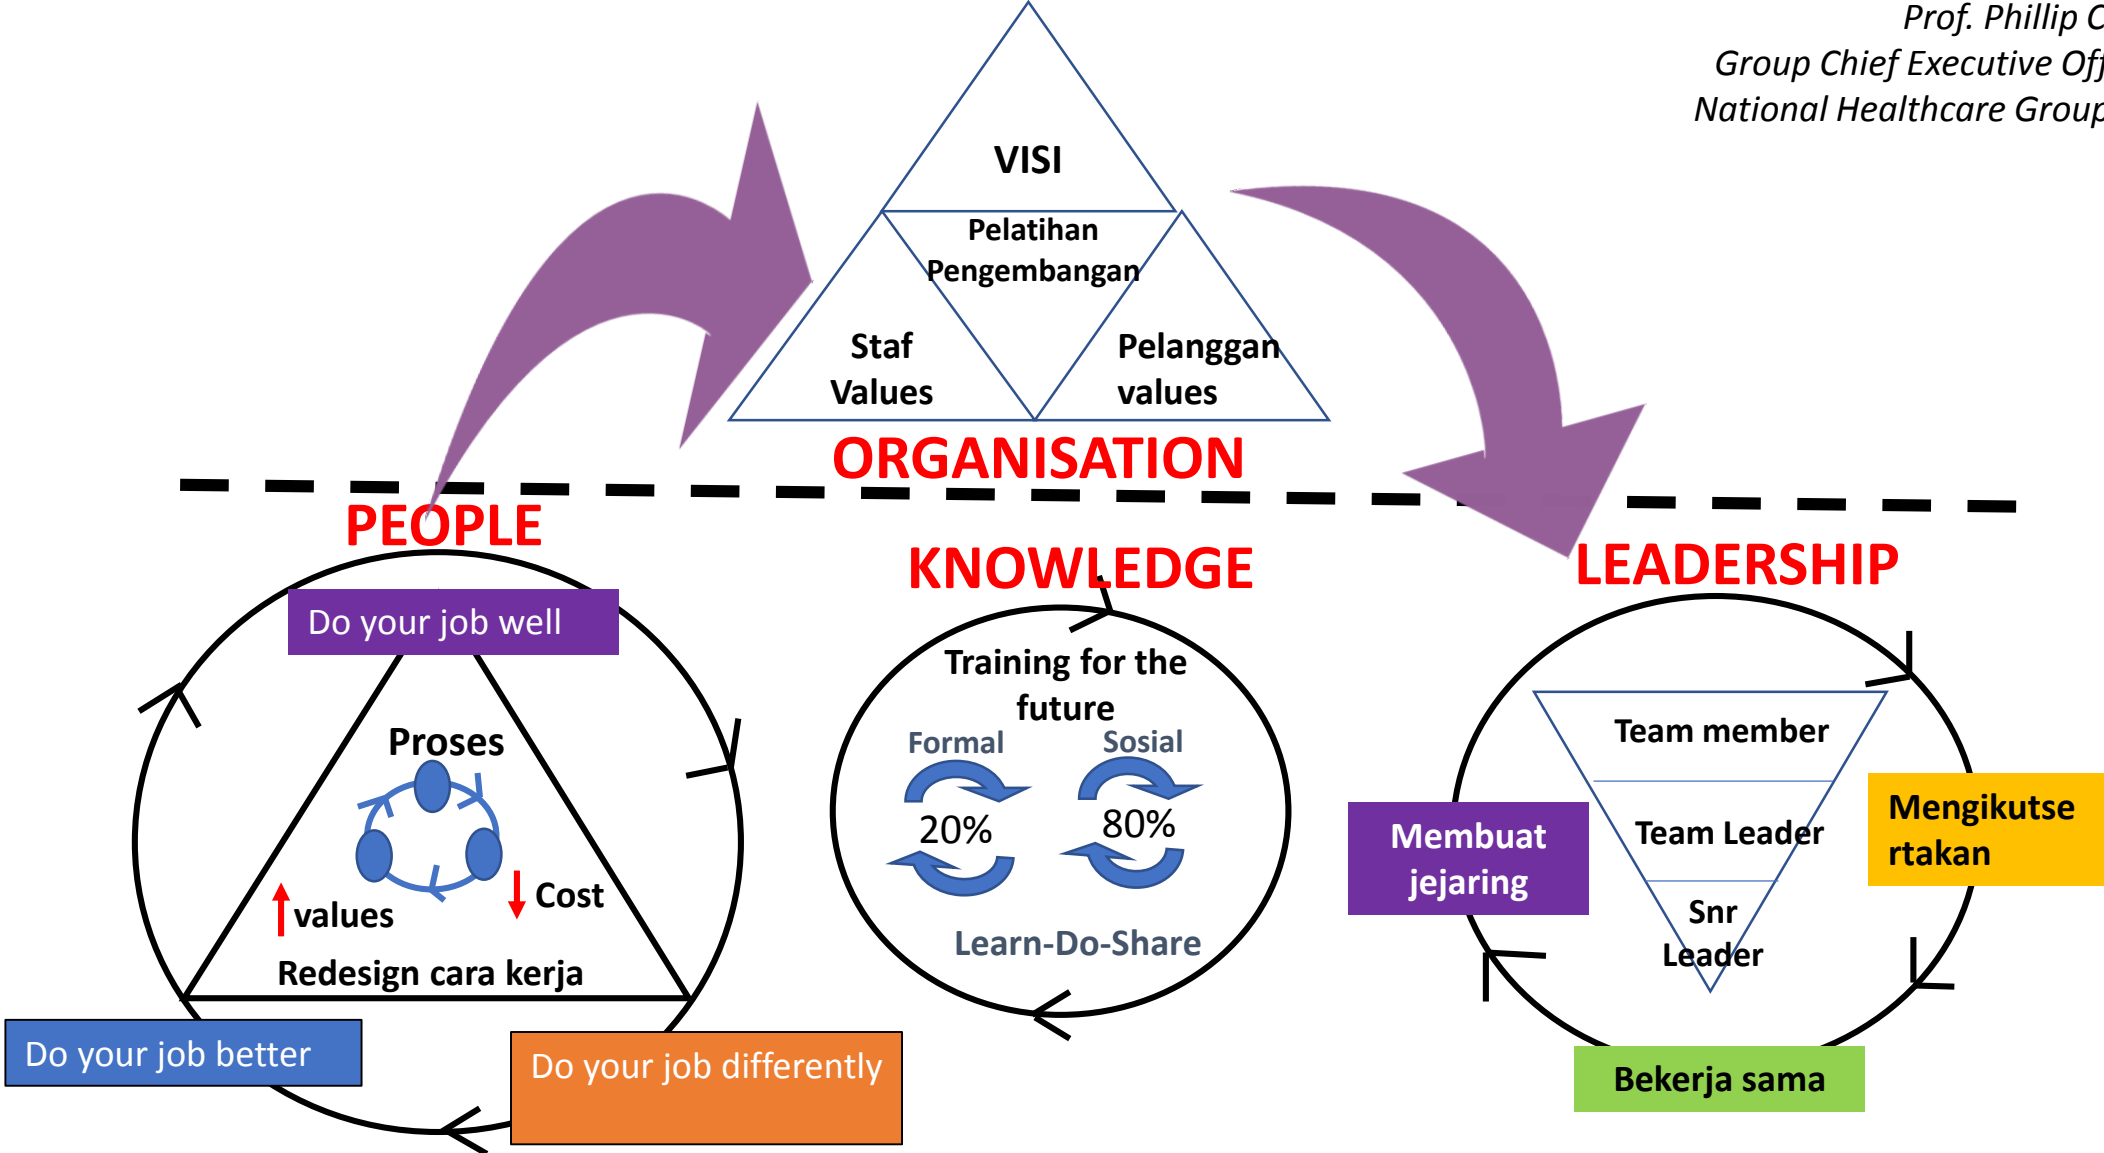 Prof. Phillip C
Group Chief Executive Off
National Healthcare Group
VISI
Pelatihan
Pengembangan
Staf
Values
Pelanggan
values
ORGANISATION
PEOPLE
Do your job well
Proses
values
Cost
Redesign cara kerja
Do your job better
Do your job differently
KNOWLEDGE
Training for the
future
Formal
Sosial
20%
80%
Learn-Do-Share
LEADERSHIP
Team member
Team Leader
Snr
Leader
Membuat
jejaring
Mengikutse
rtakan
Bekerja sama